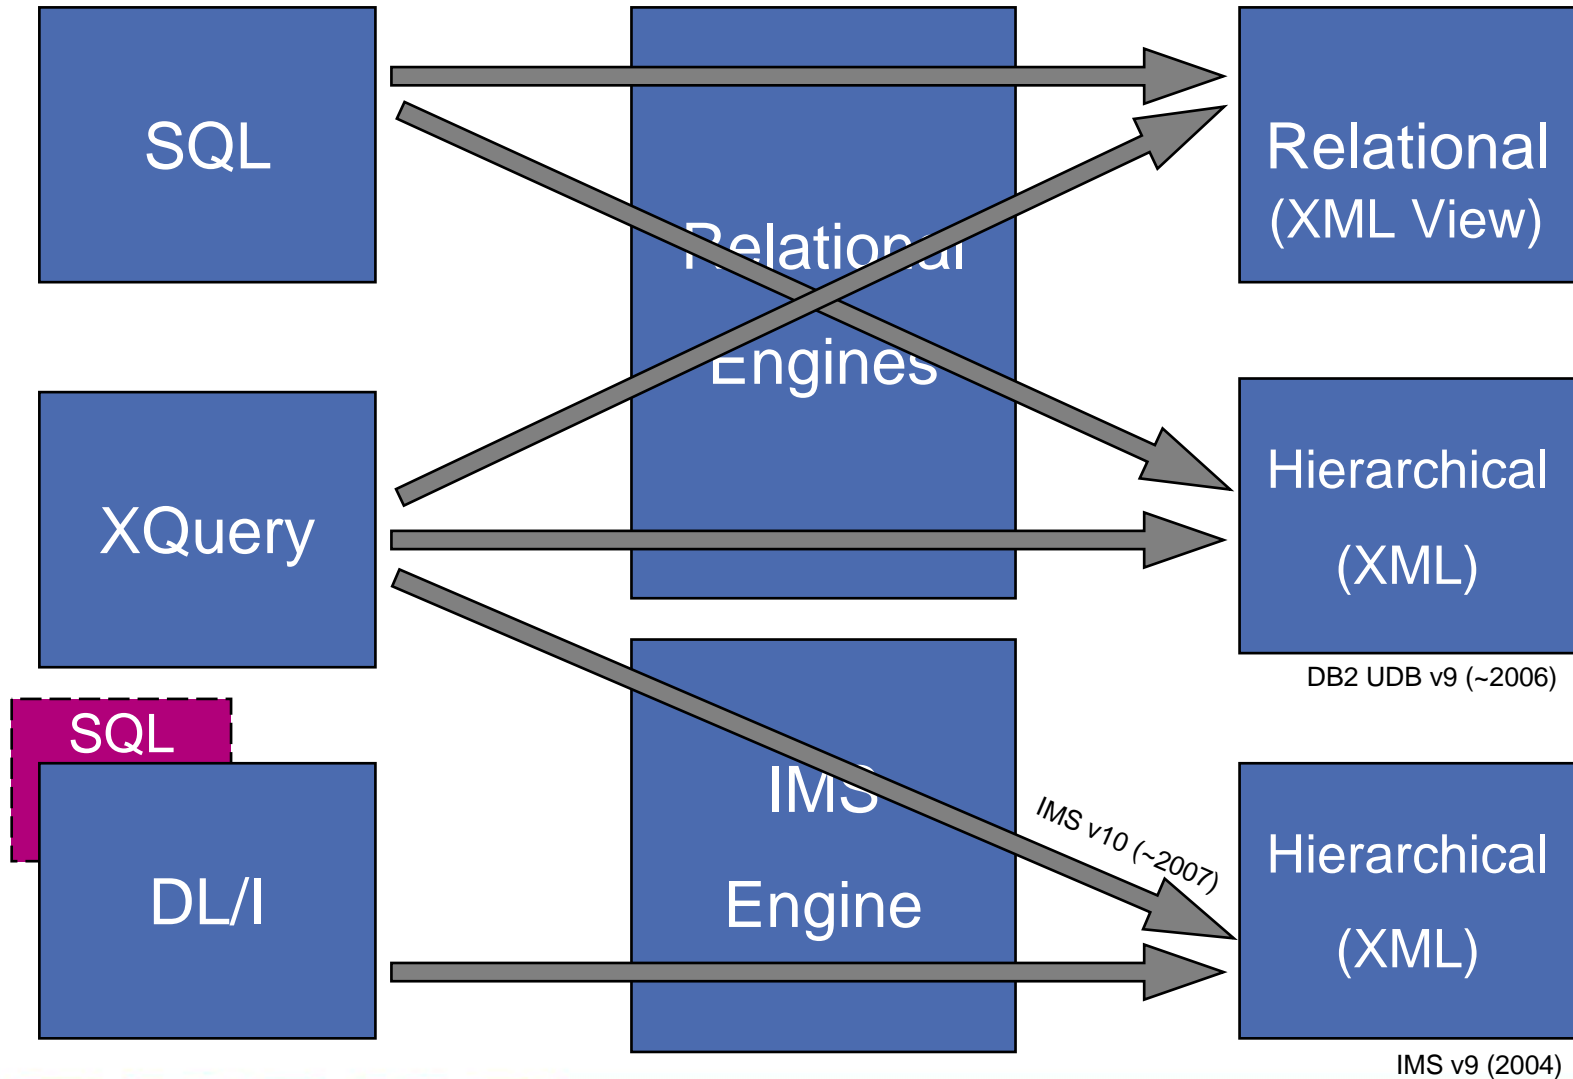 SQL
XQuery
SQL
DL/I
Relational
Engines
IMS
Engine
IMS v10 (~2007)
Relational
(XML View)
Hierarchical
(XML)
DB2 UDB v9 (~2006)
Hierarchical
(XML)
IMS v9 (2004)